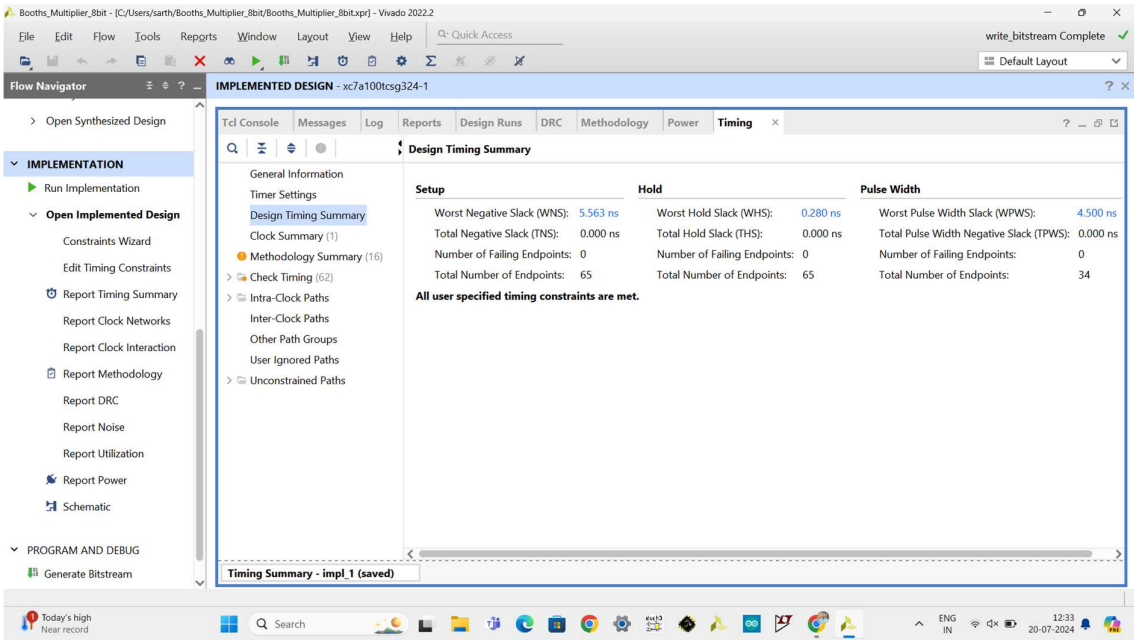 Booths_Multiplier_8bit - [C:/Users/sarth/Booths_Multiplier_8bit/Booths_Multiplier_8bit.xpr] - Vivado 2022.2
File Edit Flow Tools Reports Window Layout View Help Quick Access
write_bitstream Complete
Default Layout
Flow Navigator
IMPLEMENTED DESIGN - xc7a100tcsg324-1
Open Synthesized Design
IMPLEMENTATION
Run Implementation
Open Implemented Design
Constraints Wizard
Edit Timing Constraints
Report Timing Summary
Report Clock Networks
Report Clock Interaction
Report Methodology
Report DRC
Report Noise
Report Utilization
Report Power
Schematic
PROGRAM AND DEBUG
Generate Bitstream
Tcl Console Messages Log Reports Design Runs DRC Methodology Power Timing
General Information
Timer Settings
Design Timing Summary
Clock Summary (1)
Methodology Summary (16)
Check Timing (62)
Intra-Clock Paths
Inter-Clock Paths
Other Path Groups
User Ignored Paths
Unconstrained Paths
Design Timing Summary
Setup Hold Pulse Width
Worst Negative Slack (WNS): 5.563 ns Worst Hold Slack (WHS): 0.280 ns Worst Pulse Width Slack (WPWS): 4.500 ns
Total Negative Slack (TNS): 0.000 ns Total Hold Slack (THS): 0.000 ns Total Pulse Width Negative Slack (TPWS): 0.000 ns
Number of Failing Endpoints: 0 Number of Failing Endpoints: 0 Number of Failing Endpoints: 0
Total Number of Endpoints: 65 Total Number of Endpoints: 65 Total Number of Endpoints: 34
All user specified timing constraints are met.
Timing Summary - impl_1 (saved)
1
Today's high
Near record
Search
ENG
IN
12:33
20-07-2024